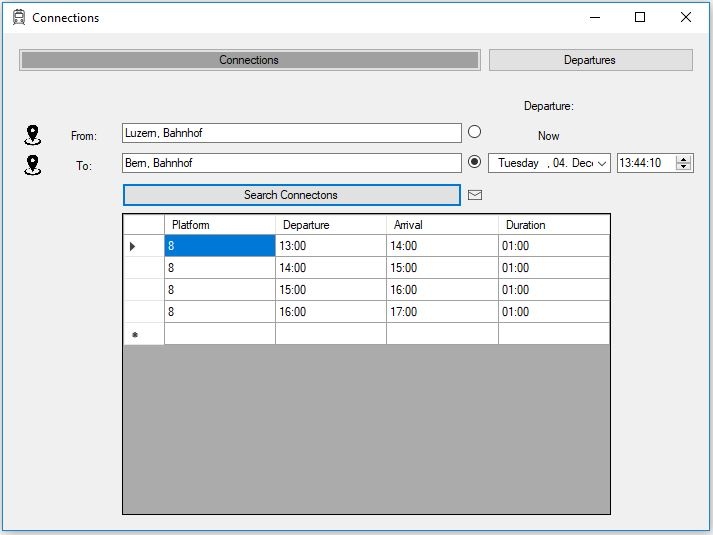 Connections
Connections Departures
Departure:
From: Luzern, Bahnhof Now
To: Bern, Bahnhof Tuesday , 04. Dec 13:44:10
Search Connectons
Platform Departure Arrival Duration
8 13:00 14:00 01:00
8 14:00 15:00 01:00
8 15:00 16:00 01:00
8 16:00 17:00 01:00
*